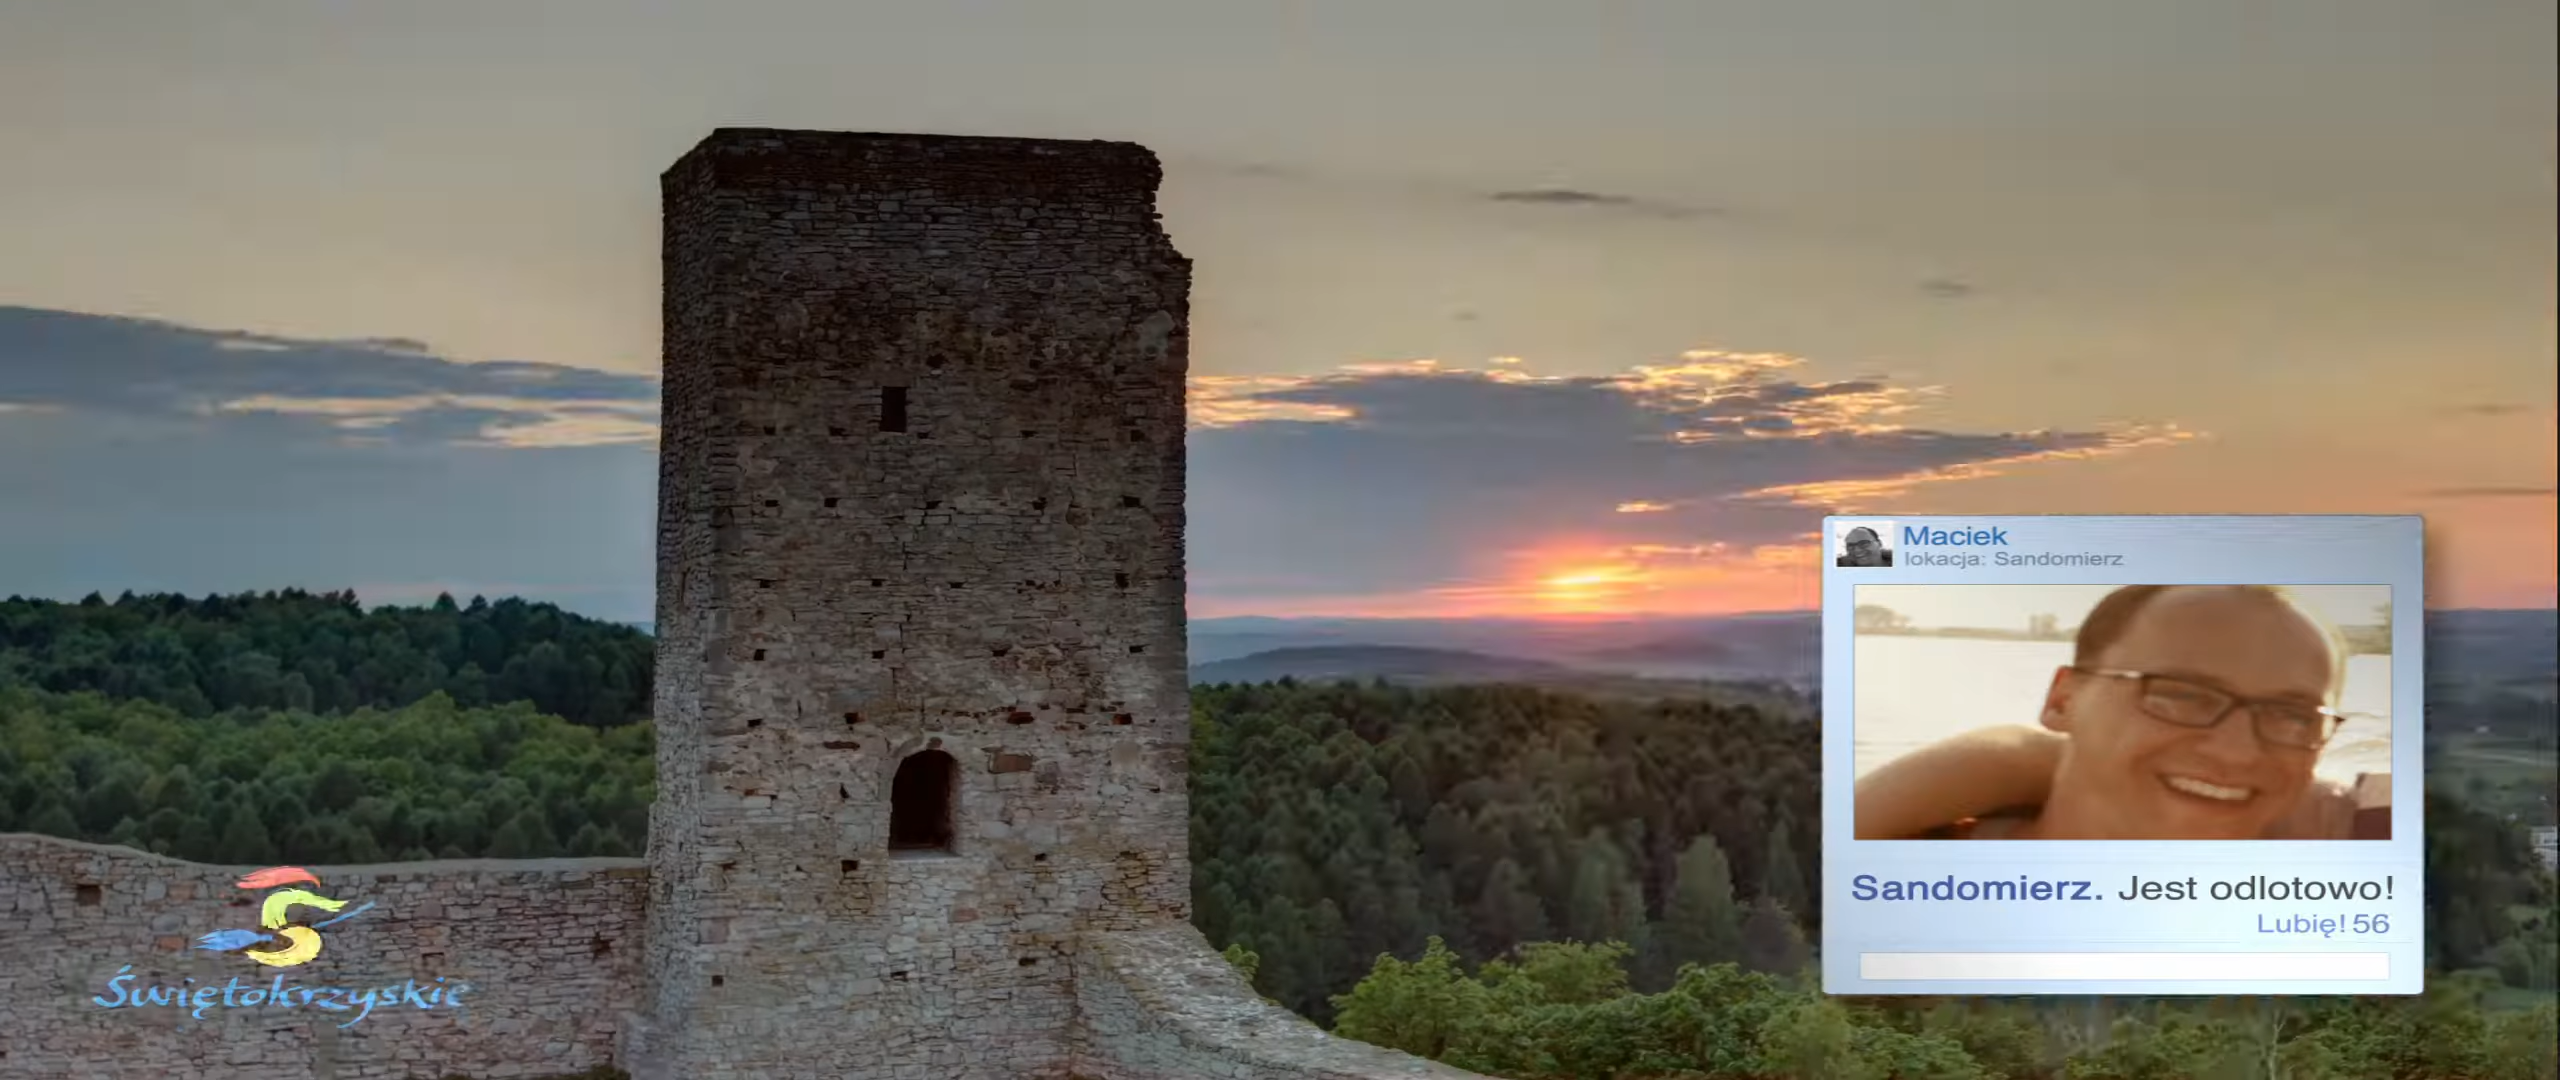 Maciek
lokacja: Sandomierz
Sandomierz. Jest odlotowo!
Lubię! 56
Świętokrzyskie